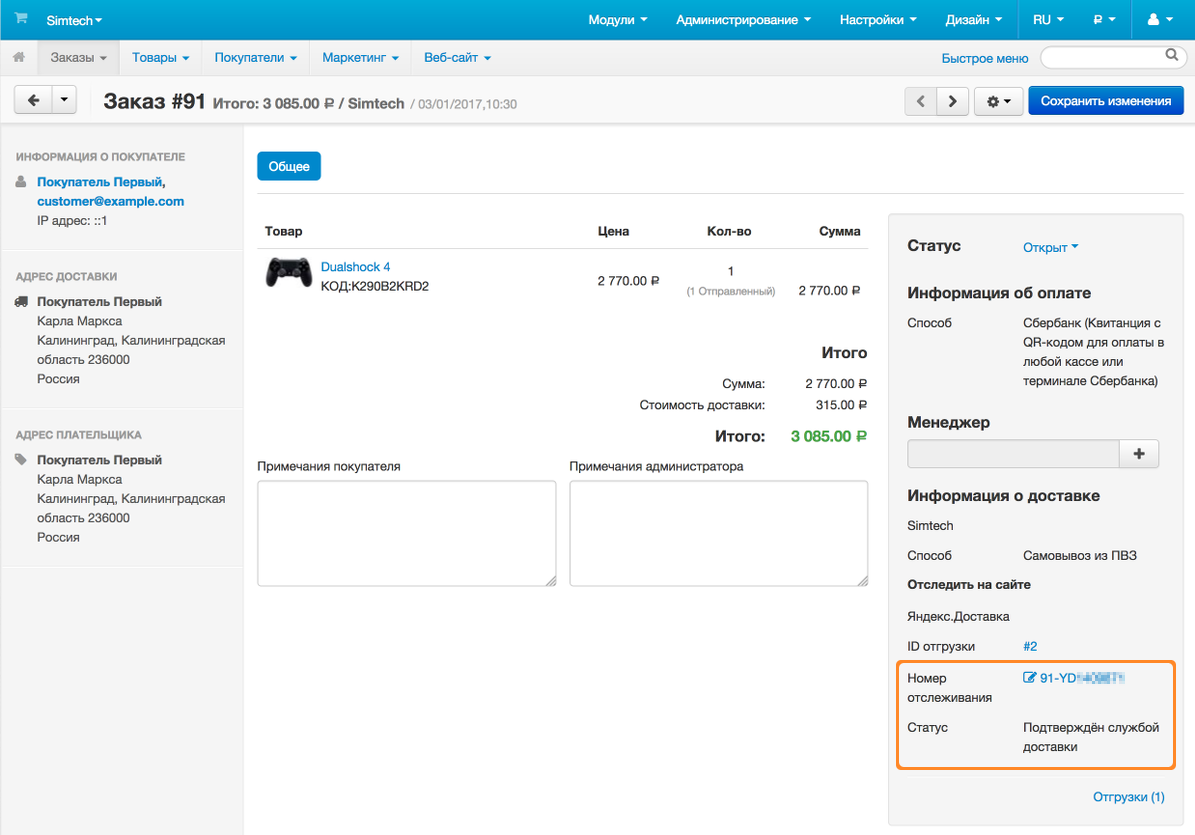 Simtech
Модули Администрирование Настройки Дизайн RU ₽
Заказы Товары Покупатели Маркетинг Веб-сайт Быстрое меню
Заказ #91 Итого: 3 085.00 ₽ / Simtech / 03/01/2017,10:30 Сохранить изменения
ИНФОРМАЦИЯ О ПОКУПАТЕЛЕ
Покупатель Первый,
customer@example.com
IP адрес: ::1
АДРЕС ДОСТАВКИ
Покупатель Первый
Карла Маркса
Калининград, Калининградская
область 236000
Россия
АДРЕС ПЛАТЕЛЬЩИКА
Покупатель Первый
Карла Маркса
Калининград, Калининградская
область 236000
Россия
Общее
Товар Цена Кол-во Сумма
Dualshock 4
КОД:K290B2KRD2
2 770.00 ₽
1
(1 Отправленный)
2 770.00 ₽
Итого
Сумма: 2 770.00 ₽
Стоимость доставки: 315.00 ₽
Итого: 3 085.00 ₽
Примечания покупателя Примечания администратора
Статус Открыт
Информация об оплате
Способ Сбербанк (Квитанция с
QR-кодом для оплаты в
любой кассе или
терминале Сбербанка)
Менеджер
Информация о доставке
Simtech
Способ Самовывоз из ПВЗ
Отследить на сайте
Яндекс.Доставка
ID отгрузки #2
Номер 91-YD
отслеживания
Статус Подтверждён службой
доставки
Отгрузки (1)